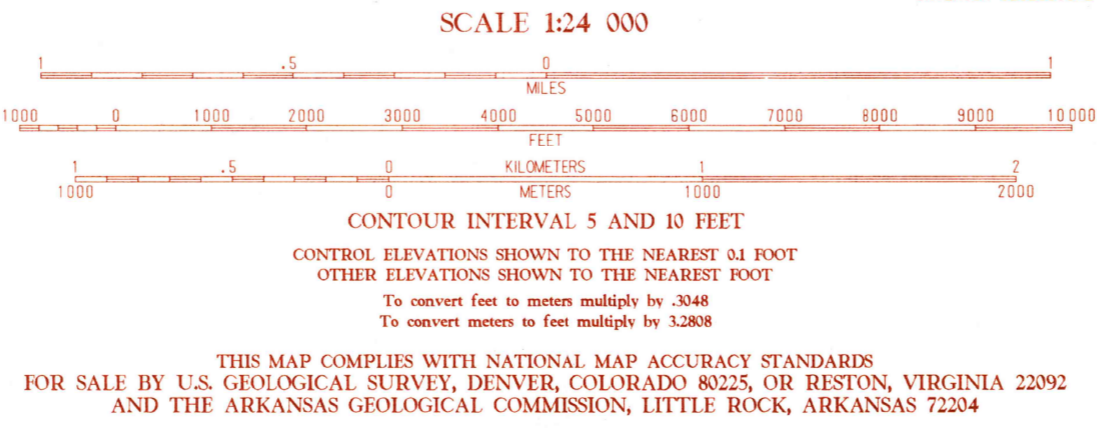 SCALE 1:24 000
1 .5 0 1
MILES
1000 0 1000 2000 3000 4000 5000 6000 7000 8000 9000 10 000
FEET
1 .5 0 KILOMETERS 1 2
1000 0 METERS 1000 2000
CONTOUR INTERVAL 5 AND 10 FEET
CONTROL ELEVATIONS SHOWN TO THE NEAREST 0.1 FOOT
OTHER ELEVATIONS SHOWN TO THE NEAREST FOOT
To convert feet to meters multiply by .3048
To convert meters to feet multiply by 3.2808
THIS MAP COMPLIES WITH NATIONAL MAP ACCURACY STANDARDS
FOR SALE BY U.S. GEOLOGICAL SURVEY, DENVER, COLORADO 80225, OR RESTON, VIRGINIA 22092
AND THE ARKANSAS GEOLOGICAL COMMISSION, LITTLE ROCK, ARKANSAS 72204